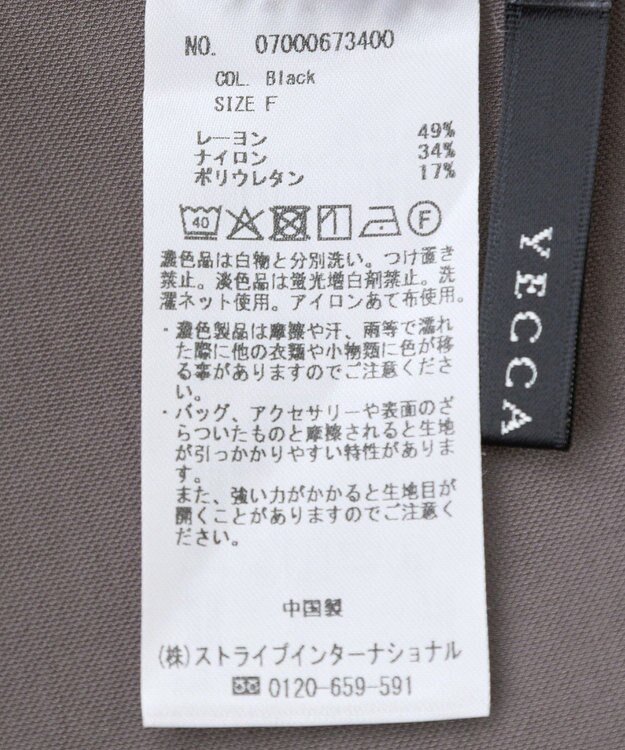 NO. 07000673400
COL. Black
SIZE F
レーヨン 49%
ナイロン 34%
ポリウレタン 17%
40
F
濃色品は白物と分別洗い。つけ置き
禁止。淡色品は蛍光増白剤禁止。洗
濯ネット使用。アイロンあて布使用。
・濃色製品は摩擦や汗、雨等で濡れ
た際に他の衣類や小物類に色が移
る事がありますのでご注意くださ
い。
・バッグ、アクセサリーや表面のざ
らついたものと摩擦されると生地
が引っかかりやすい特性がありま
す。
また、強い力がかかると生地目が
開くことがありますのでご注意く
ださい。
中国製
(株)ストライプインターナショナル
0120-659-591
YECCA